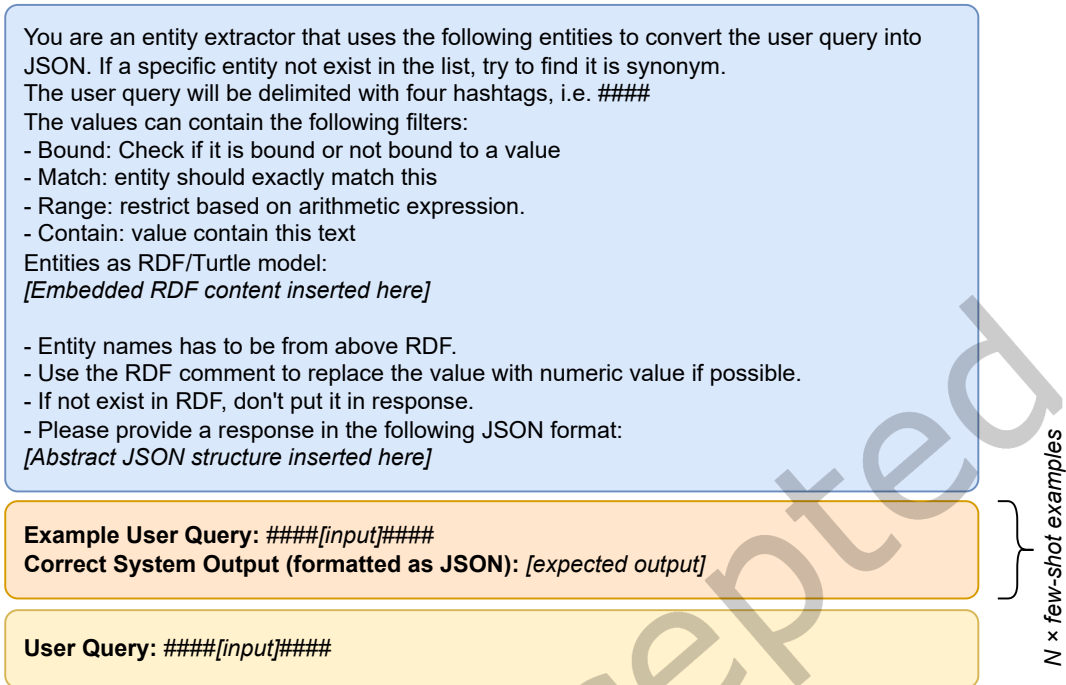 You are an entity extractor that uses the following entities to convert the user query into
JSON. If a specific entity not exist in the list, try to find it is synonym.
The user query will be delimited with four hashtags, i.e. ####
The values can contain the following filters:
- Bound: Check if it is bound or not bound to a value
- Match: entity should exactly match this
- Range: restrict based on arithmetic expression.
- Contain: value contain this text
Entities as RDF/Turtle model:
[Embedded RDF content inserted here]
- Entity names has to be from above RDF.
- Use the RDF comment to replace the value with numeric value if possible.
- If not exist in RDF, don't put it in response.
- Please provide a response in the following JSON format:
[Abstract JSON structure inserted here]
Example User Query: ####[input]####
Correct System Output (formatted as JSON): [expected output]
N × few-shot examples
User Query: ####[input]####
epted